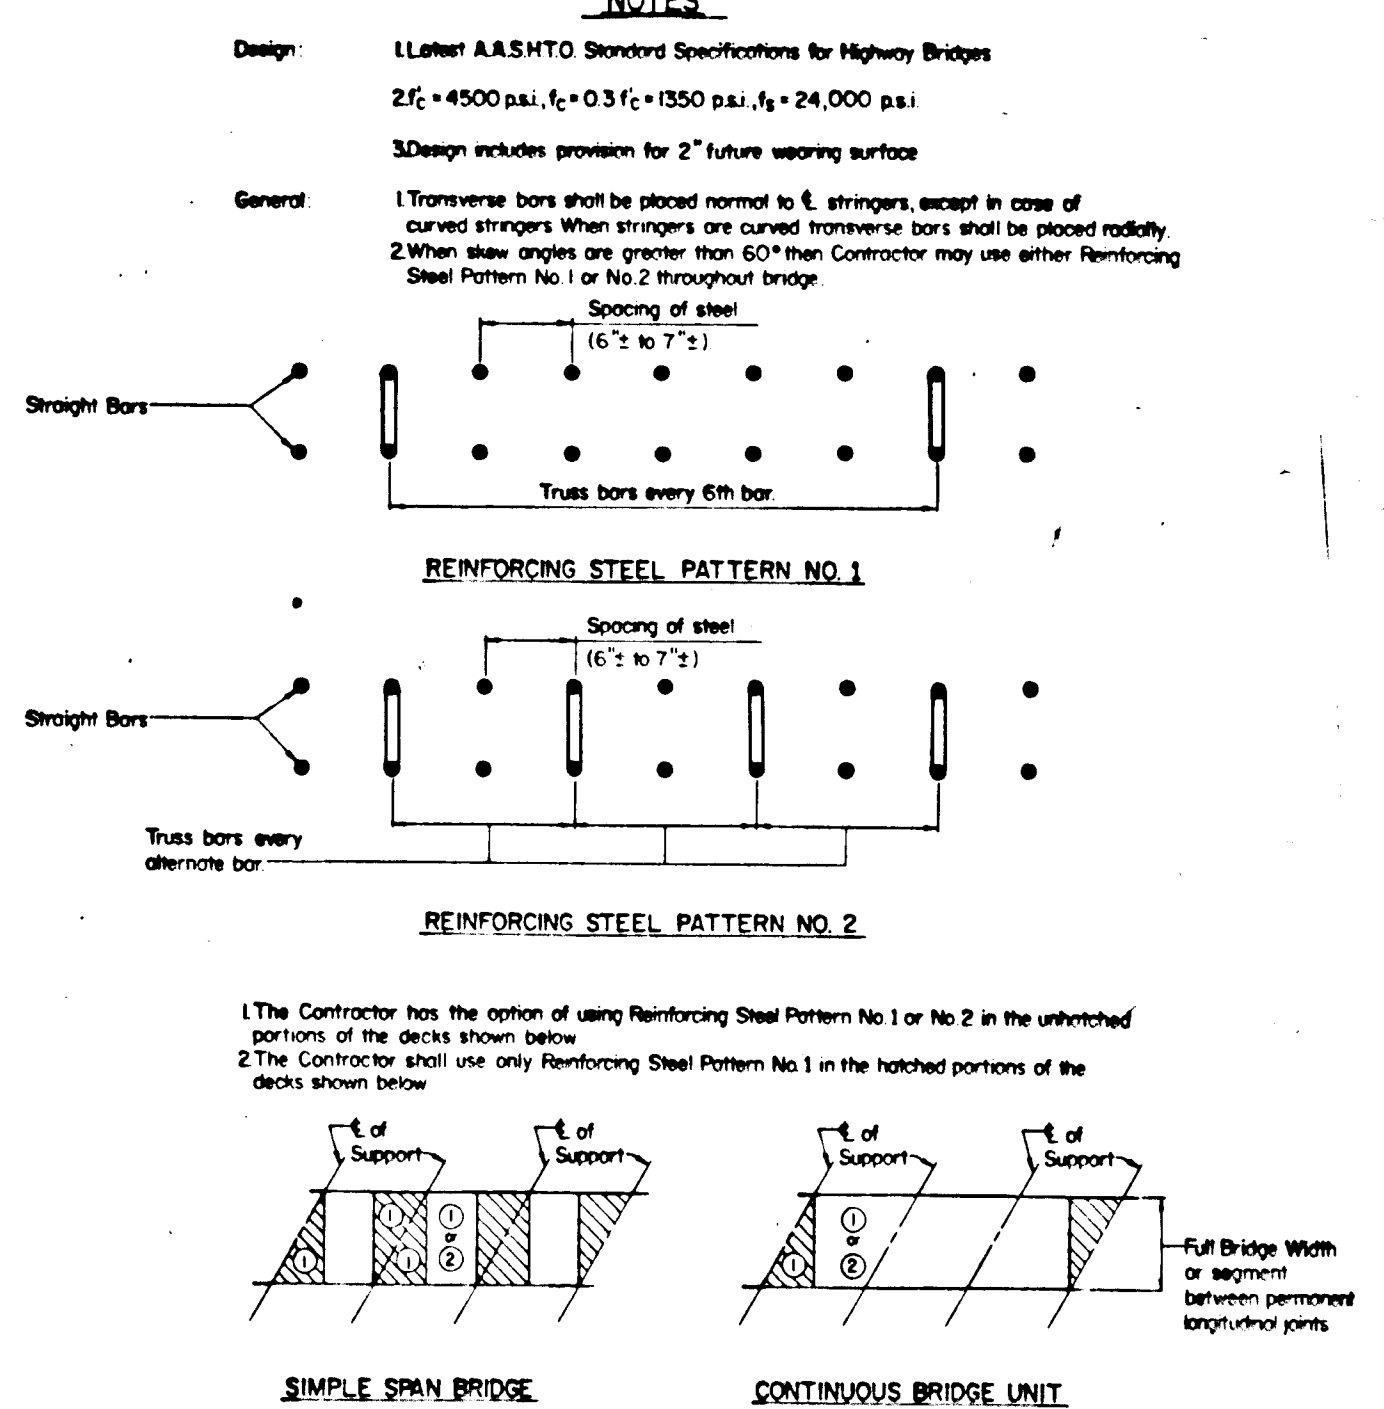 NOTES
Design: 1. Latest A.A.S.H.T.O. Standard Specifications for Highway Bridges
2. f'c = 4500 p.s.i., fc = 0.3 f'c = 1350 p.s.i., fs = 24,000 p.s.i.
3. Design includes provision for 2" future wearing surface
General: 1. Transverse bars shall be placed normal to ℄ stringers, except in case of
curved stringers When stringers are curved transverse bars shall be placed radially.
2. When skew angles are greater than 60° then Contractor may use either Reinforcing
Steel Pattern No. 1 or No. 2 throughout bridge.
Spacing of steel
(6"± to 7"±)
Straight Bars
Truss bars every 6th bar.
REINFORCING STEEL PATTERN NO. 1
Spacing of steel
(6"± to 7"±)
Straight Bars
Truss bars every
alternate bar.
REINFORCING STEEL PATTERN NO. 2
1. The Contractor has the option of using Reinforcing Steel Pattern No. 1 or No. 2 in the unhatched
portions of the decks shown below
2. The Contractor shall use only Reinforcing Steel Pattern No. 1 in the hatched portions of the
decks shown below
℄ of
Support
℄ of
Support
1
1
1
1
or
2
SIMPLE SPAN BRIDGE
℄ of
Support
℄ of
Support
1
1
or
2
Full Bridge Width
or segment
between permanent
longitudinal joints
CONTINUOUS BRIDGE UNIT